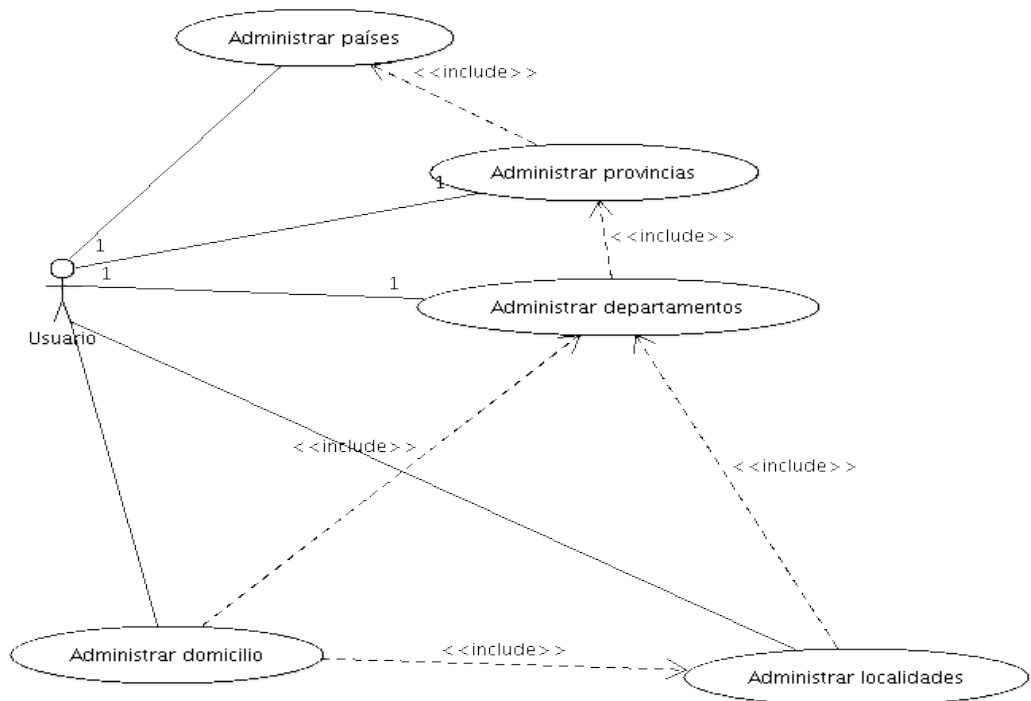 Administrar países
<<include>>
Administrar provincias
1
<<include>>
1
1
1
Administrar departamentos
Usuario
<<include>>
<<include>>
Administrar domicilio
<<include>>
Administrar localidades